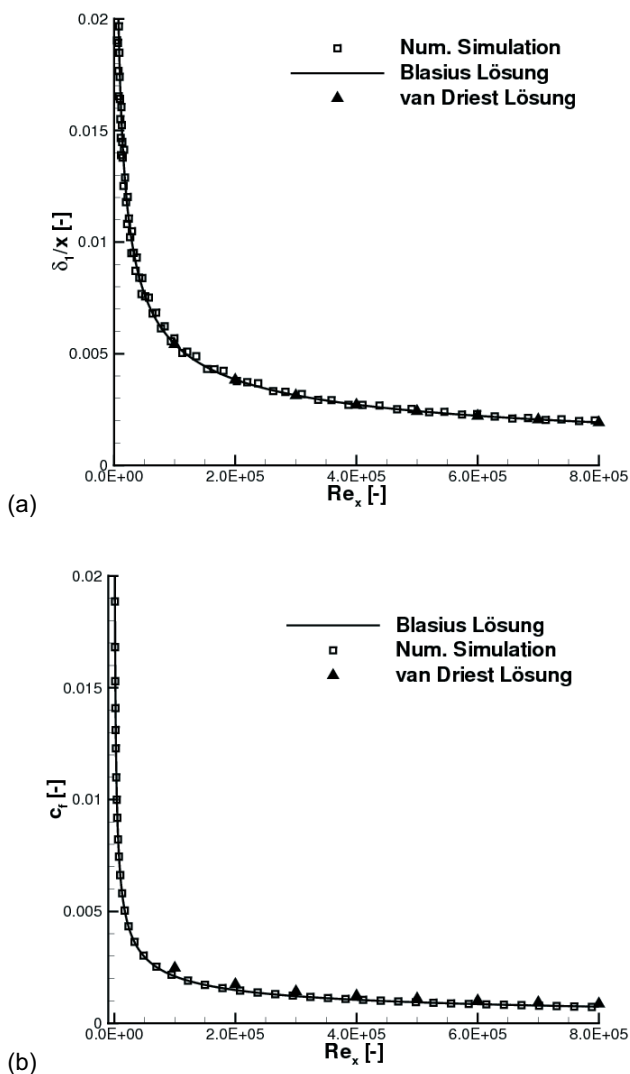 0.02
Num. Simulation
Blasius Lösung
van Driest Lösung
0.015
δ₁/x [-]
0.01
0.005
0
0.0E+00 2.0E+05 4.0E+05 6.0E+05 8.0E+05
Reₓ [-]
(a)
0.02
Blasius Lösung
Num. Simulation
van Driest Lösung
0.015
c_f [-]
0.01
0.005
0
0.0E+00 2.0E+05 4.0E+05 6.0E+05 8.0E+05
Reₓ [-]
(b)